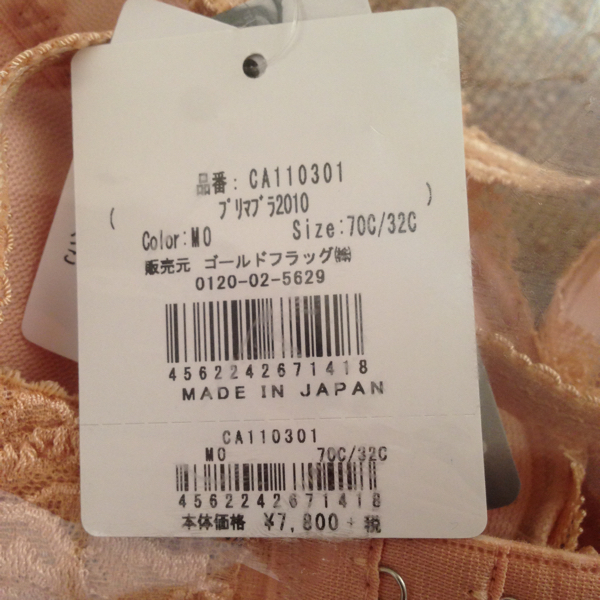 品番: CA110301
( ﾌﾟﾘﾏﾌﾞﾗ2010 )
Color:MO Size:70C/32C
販売元 ゴールドフラッグ㈱
0120-02-5629
4562242671418
MADE IN JAPAN
CA110301
MO 70C/32C
4562242671418
本体価格 ¥7,800 + 税